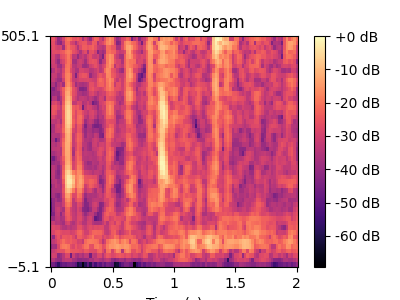 Mel Spectrogram
505.1
−5.1
0
0.5
1
1.5
2
+0 dB
-10 dB
-20 dB
-30 dB
-40 dB
-50 dB
-60 dB